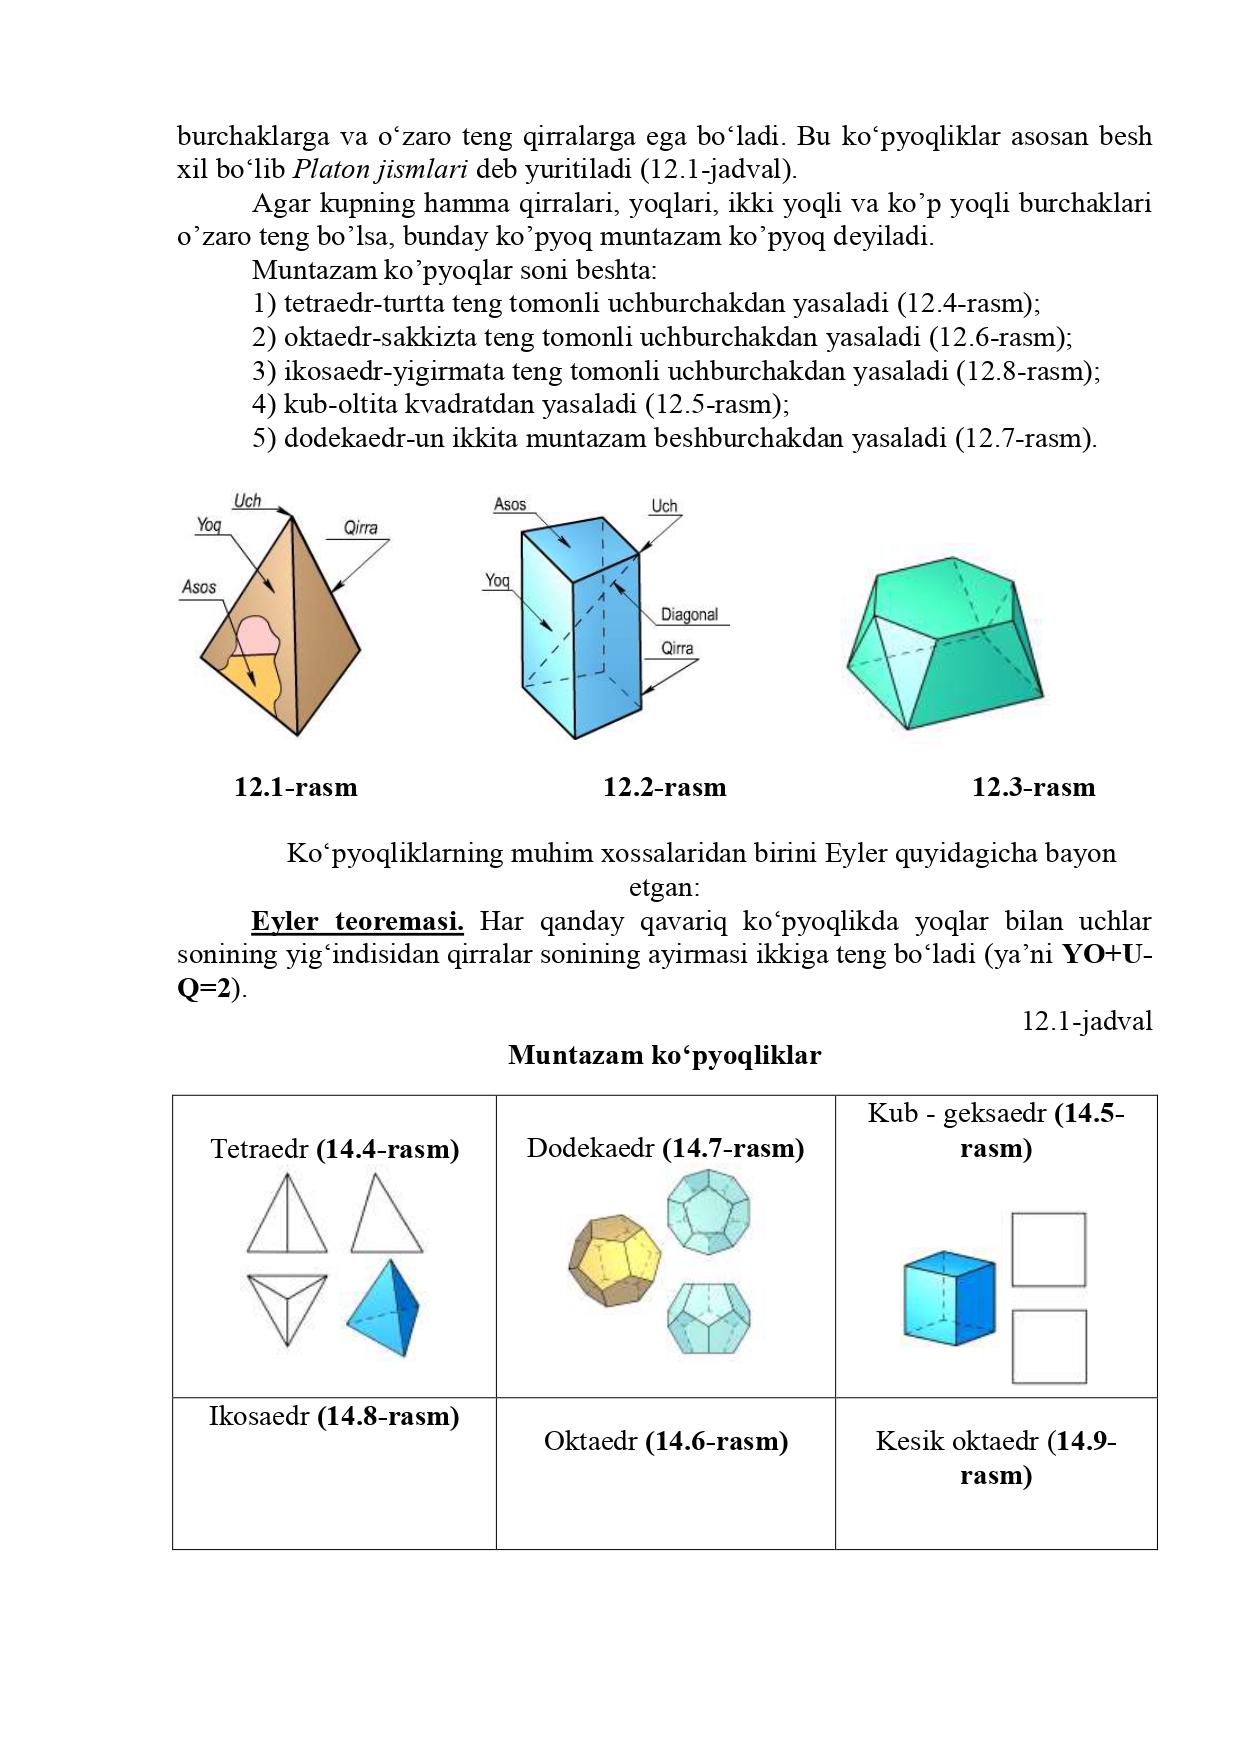 burchaklarga va o‘zaro teng qirralarga ega bo‘ladi. Bu ko‘pyoqliklar asosan besh
xil bo‘lib Platon jismlari deb yuritiladi (12.1-jadval).
Agar kupning hamma qirralari, yoqlari, ikki yoqli va ko’p yoqli burchaklari
o’zaro teng bo’lsa, bunday ko’pyoq muntazam ko’pyoq deyiladi.
Muntazam ko’pyoqlar soni beshta:
1) tetraedr-turtta teng tomonli uchburchakdan yasaladi (12.4-rasm);
2) oktaedr-sakkizta teng tomonli uchburchakdan yasaladi (12.6-rasm);
3) ikosaedr-yigirmata teng tomonli uchburchakdan yasaladi (12.8-rasm);
4) kub-oltita kvadratdan yasaladi (12.5-rasm);
5) dodekaedr-un ikkita muntazam beshburchakdan yasaladi (12.7-rasm).
Uch
Yoq
Qirra
Asos
Asos
Uch
Yoq
Diagonal
Qirra
12.1-rasm 12.2-rasm 12.3-rasm
Ko‘pyoqliklarning muhim xossalaridan birini Eyler quyidagicha bayon
etgan:
Eyler teoremasi. Har qanday qavariq ko‘pyoqlikda yoqlar bilan uchlar
sonining yig‘indisidan qirralar sonining ayirmasi ikkiga teng bo‘ladi (ya’ni YO+U-
Q=2).
12.1-jadval
Muntazam ko‘pyoqliklar
Tetraedr (14.4-rasm)
Dodekaedr (14.7-rasm)
Kub - geksaedr (14.5-
rasm)
Ikosaedr (14.8-rasm)
Oktaedr (14.6-rasm)
Kesik oktaedr (14.9-
rasm)